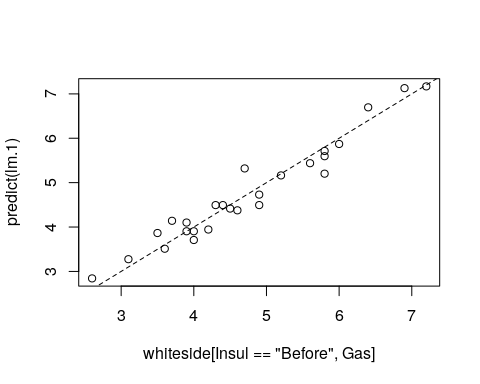 7
6
5
4
3
predict(lm.1)
3 4 5 6 7
whiteside[Insul == "Before", Gas]